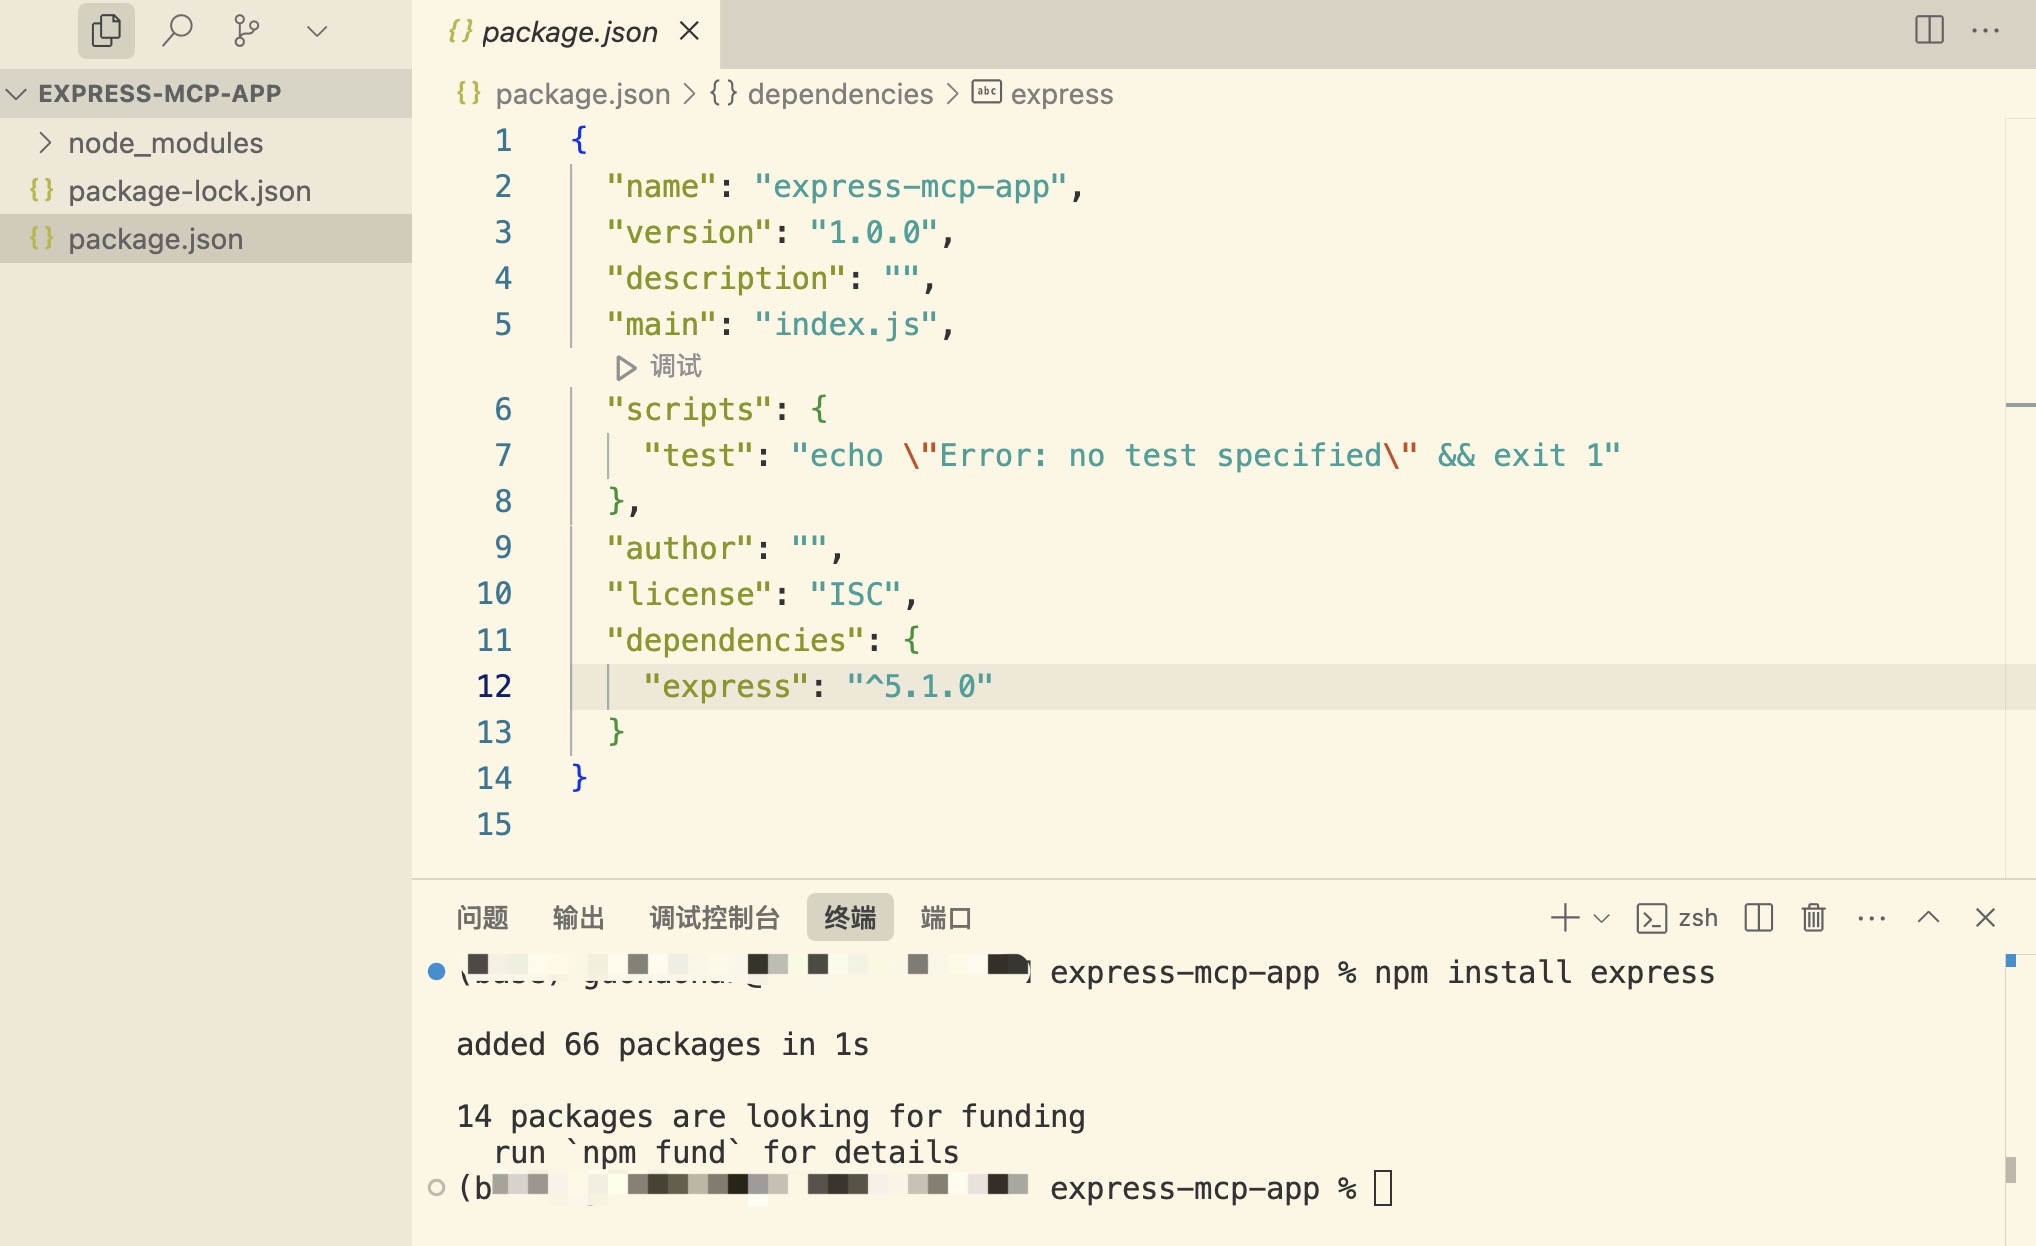 package.json
EXPRESS-MCP-APP
node_modules
package-lock.json
package.json
package.json > {} dependencies > abc express
1 {
2 "name": "express-mcp-app",
3 "version": "1.0.0",
4 "description": "",
5 "main": "index.js",
调试
6 "scripts": {
7 "test": "echo \"Error: no test specified\" && exit 1"
8 },
9 "author": "",
10 "license": "ISC",
11 "dependencies": {
12 "express": "^5.1.0"
13 }
14 }
15
问题 输出 调试控制台 终端 端口 zsh
express-mcp-app % npm install express
added 66 packages in 1s
14 packages are looking for funding
run `npm fund` for details
(b express-mcp-app %